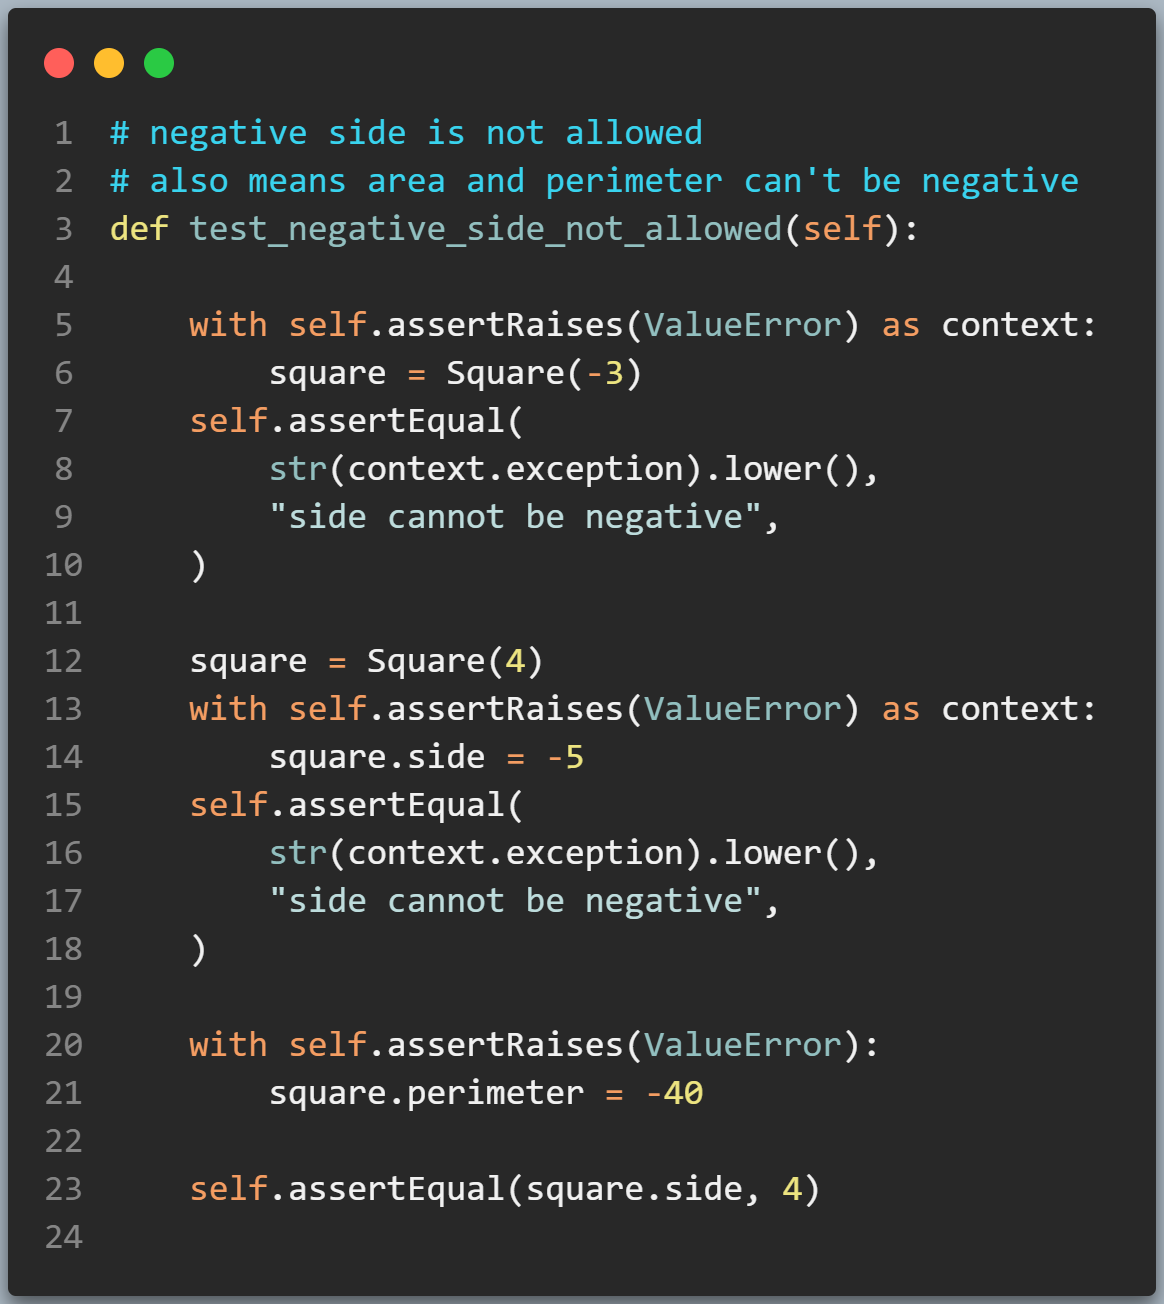 1 # negative side is not allowed
2 # also means area and perimeter can't be negative
3 def test_negative_side_not_allowed(self):
4
5     with self.assertRaises(ValueError) as context:
6         square = Square(-3)
7     self.assertEqual(
8         str(context.exception).lower(),
9         "side cannot be negative",
10     )
11
12     square = Square(4)
13     with self.assertRaises(ValueError) as context:
14         square.side = -5
15     self.assertEqual(
16         str(context.exception).lower(),
17         "side cannot be negative",
18     )
19
20     with self.assertRaises(ValueError):
21         square.perimeter = -40
22
23     self.assertEqual(square.side, 4)
24